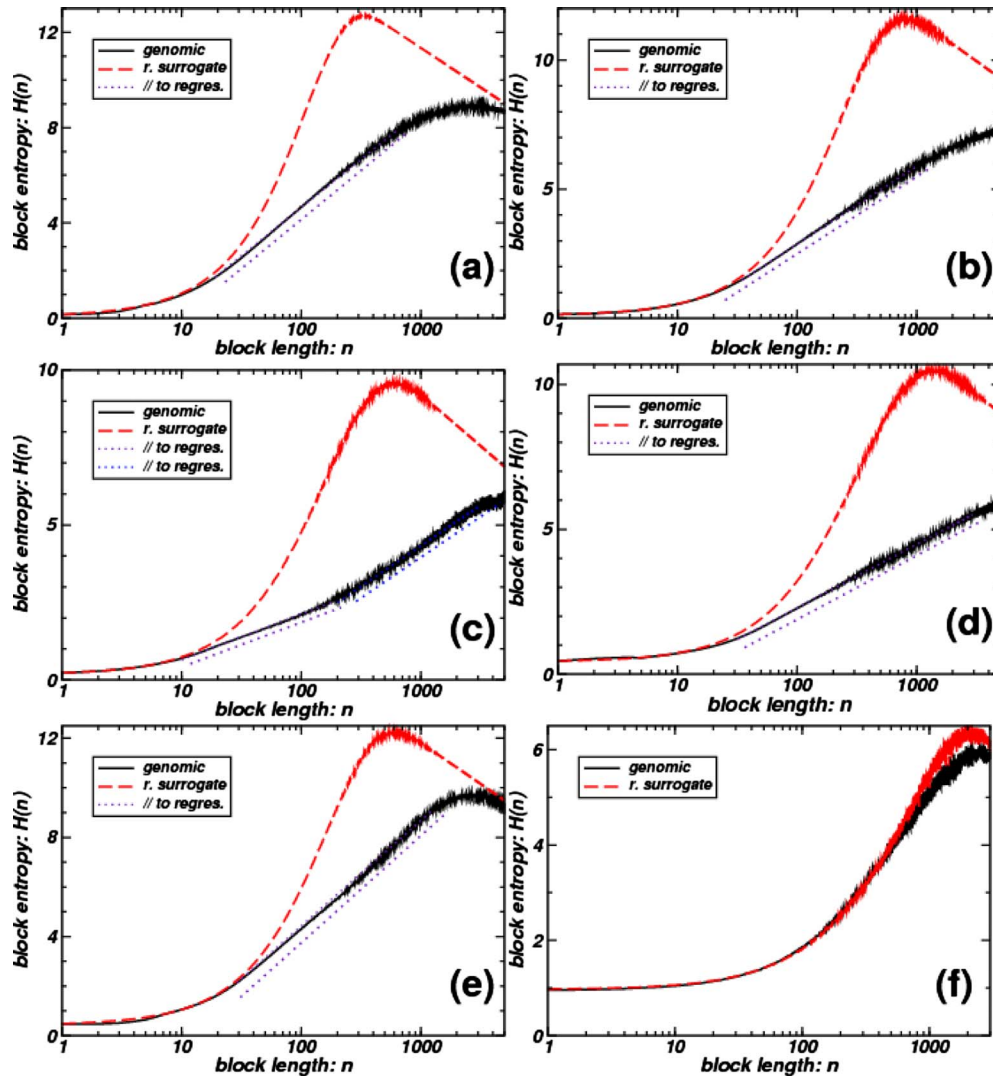 12
8
4
0
block entropy: H(n)
genomic
r. surrogate
// to regres.
(a)
1
10
100
1000
block length: n
10
5
0
block entropy: H(n)
genomic
r. surrogate
// to regres.
(b)
1
10
100
1000
block length: n
10
5
0
block entropy: H(n)
genomic
r. surrogate
// to regres.
// to regres.
(c)
1
10
100
1000
block length: n
10
5
0
block entropy: H(n)
genomic
r. surrogate
// to regres.
(d)
1
10
100
1000
block length: n
12
8
4
0
block entropy: H(n)
genomic
r. surrogate
// to regres.
(e)
1
10
100
1000
block length: n
6
4
2
0
block entropy: H(n)
genomic
r. surrogate
(f)
1
10
100
1000
block length: n